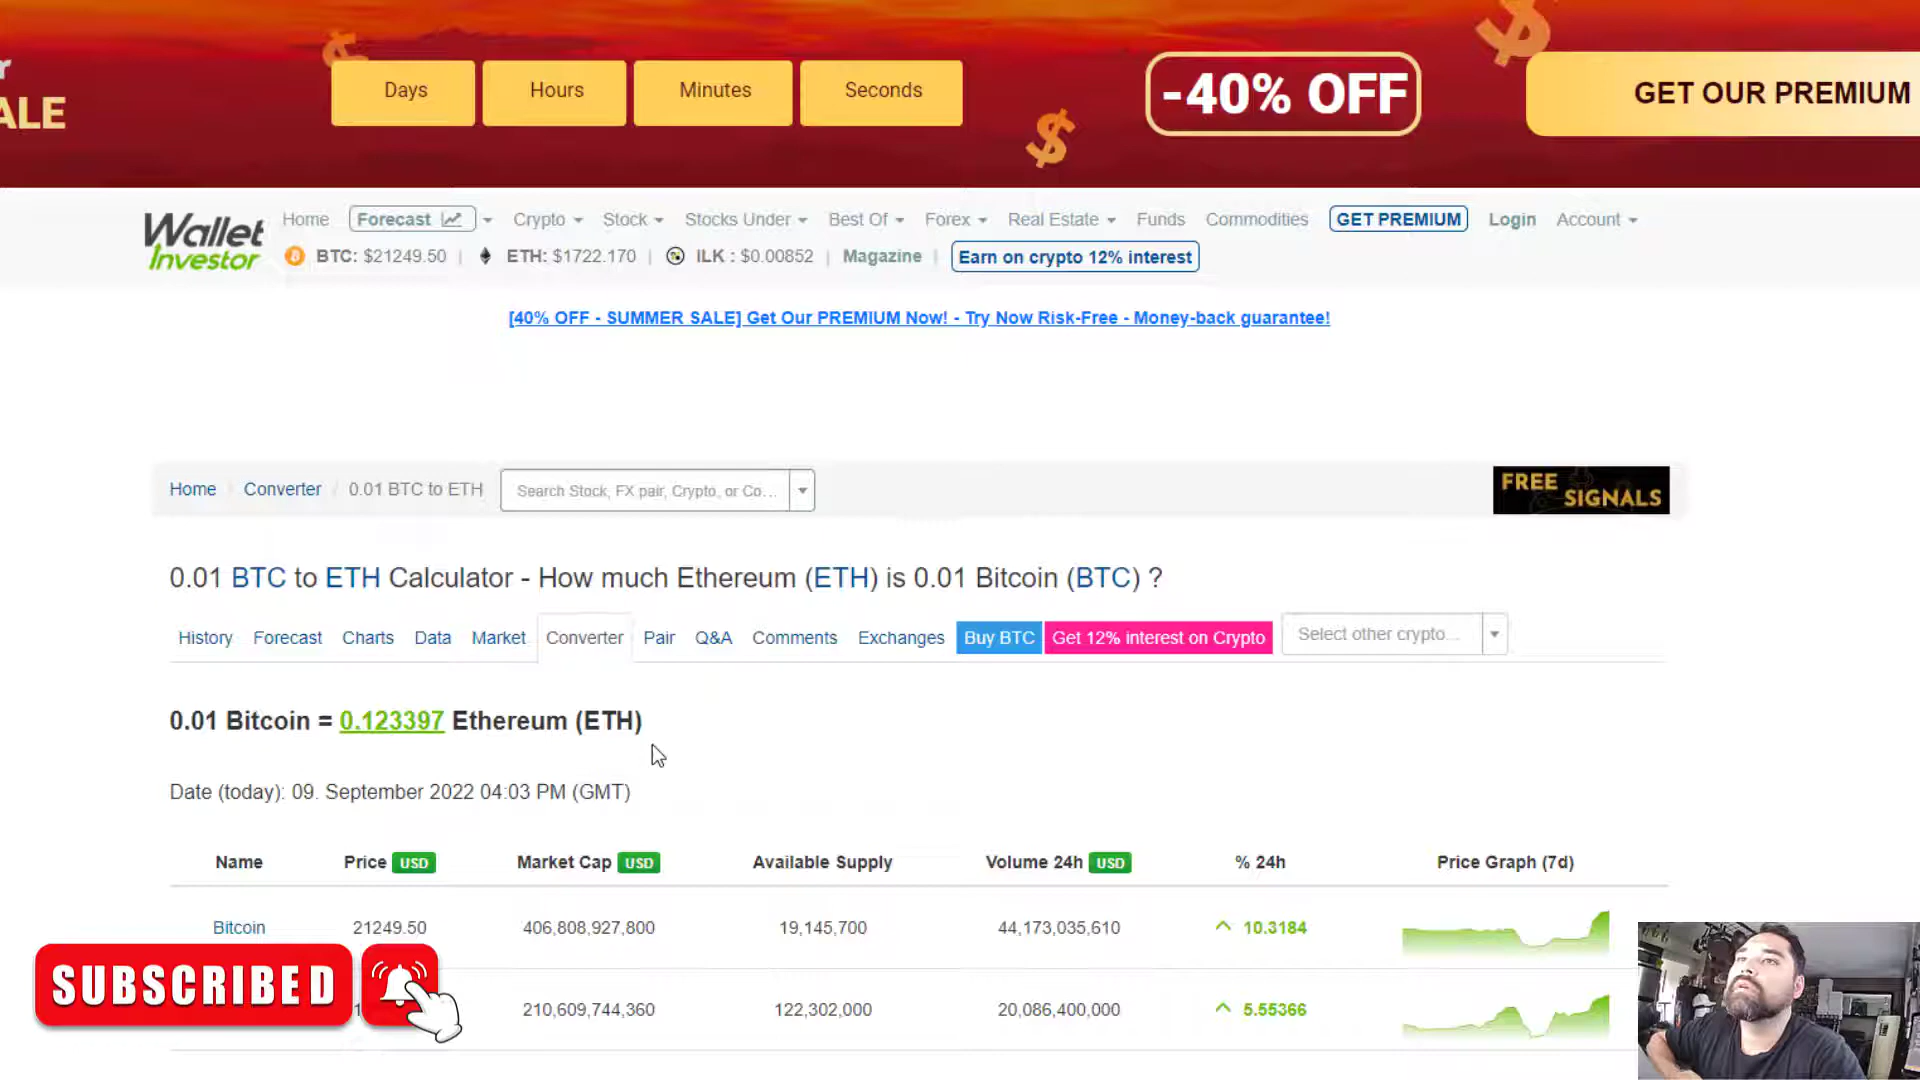 r
ALE
Days Hours Minutes Seconds
-40% OFF
GET OUR PREMIUM
Wallet
Investor
Home Forecast Crypto Stock Stocks Under Best Of Forex Real Estate Funds Commodities GET PREMIUM Login Account
BTC: $21249.50 | ETH: $1722.170 | ILK : $0.00852 | Magazine | Earn on crypto 12% interest
[40% OFF - SUMMER SALE] Get Our PREMIUM Now! - Try Now Risk-Free - Money-back guarantee!
Home / Converter / 0.01 BTC to ETH Search Stock, FX pair, Crypto, or Co...
FREE
SIGNALS
0.01 BTC to ETH Calculator - How much Ethereum (ETH) is 0.01 Bitcoin (BTC) ?
History Forecast Charts Data Market Converter Pair Q&A Comments Exchanges Buy BTC Get 12% interest on Crypto Select other crypto...
0.01 Bitcoin = 0.123397 Ethereum (ETH)
Date (today): 09. September 2022 04:03 PM (GMT)
Name Price USD Market Cap USD Available Supply Volume 24h USD % 24h Price Graph (7d)
Bitcoin 21249.50 406,808,927,800 19,145,700 44,173,035,610 10.3184
210,609,744,360 122,302,000 20,086,400,000 5.55366
SUBSCRIBED